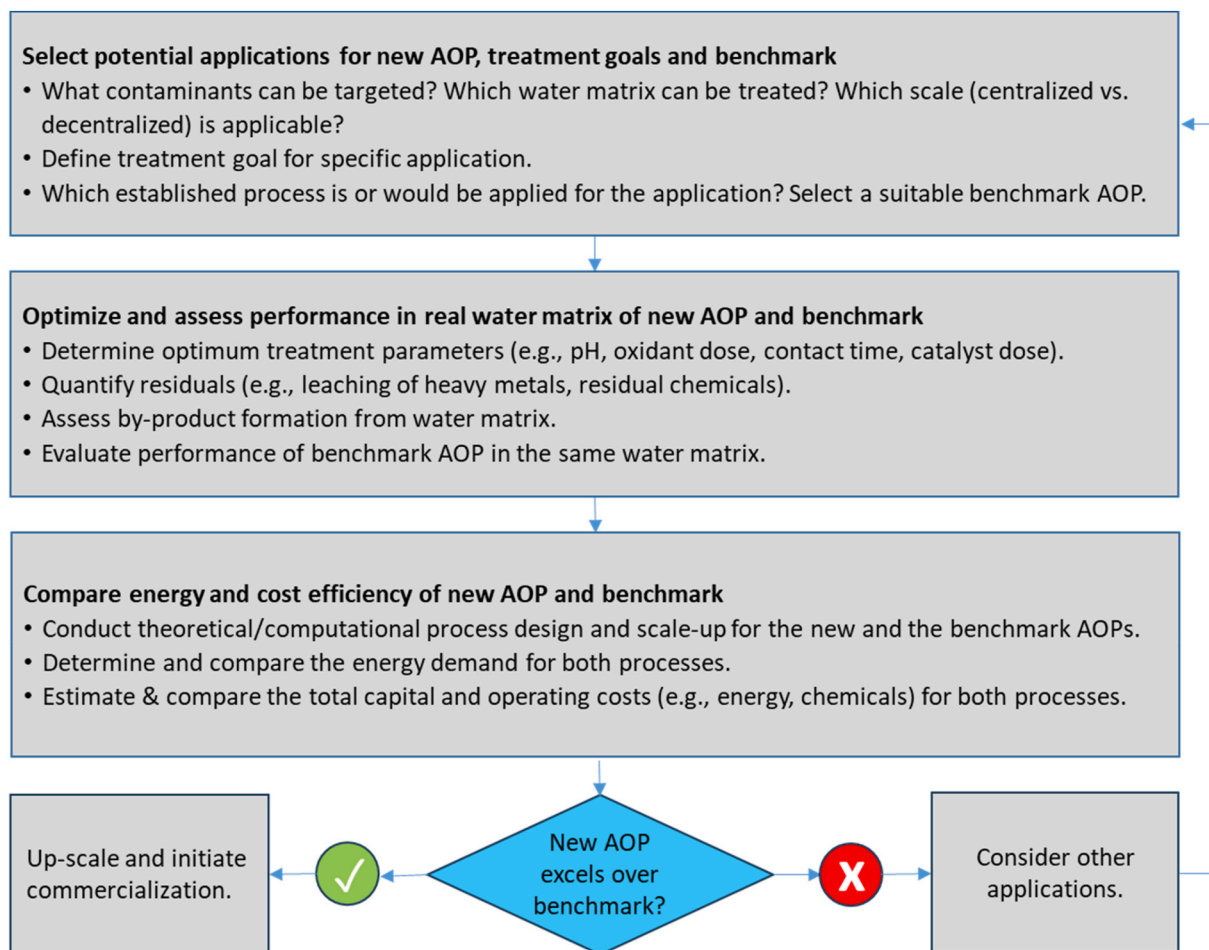 Select potential applications for new AOP, treatment goals and benchmark
• What contaminants can be targeted? Which water matrix can be treated? Which scale (centralized vs.
decentralized) is applicable?
• Define treatment goal for specific application.
• Which established process is or would be applied for the application? Select a suitable benchmark AOP.
Optimize and assess performance in real water matrix of new AOP and benchmark
• Determine optimum treatment parameters (e.g., pH, oxidant dose, contact time, catalyst dose).
• Quantify residuals (e.g., leaching of heavy metals, residual chemicals).
• Assess by-product formation from water matrix.
• Evaluate performance of benchmark AOP in the same water matrix.
Compare energy and cost efficiency of new AOP and benchmark
• Conduct theoretical/computational process design and scale-up for the new and the benchmark AOPs.
• Determine and compare the energy demand for both processes.
• Estimate & compare the total capital and operating costs (e.g., energy, chemicals) for both processes.
Up-scale and initiate
commercialization.
✓
New AOP
excels over
benchmark?
X
Consider other
applications.